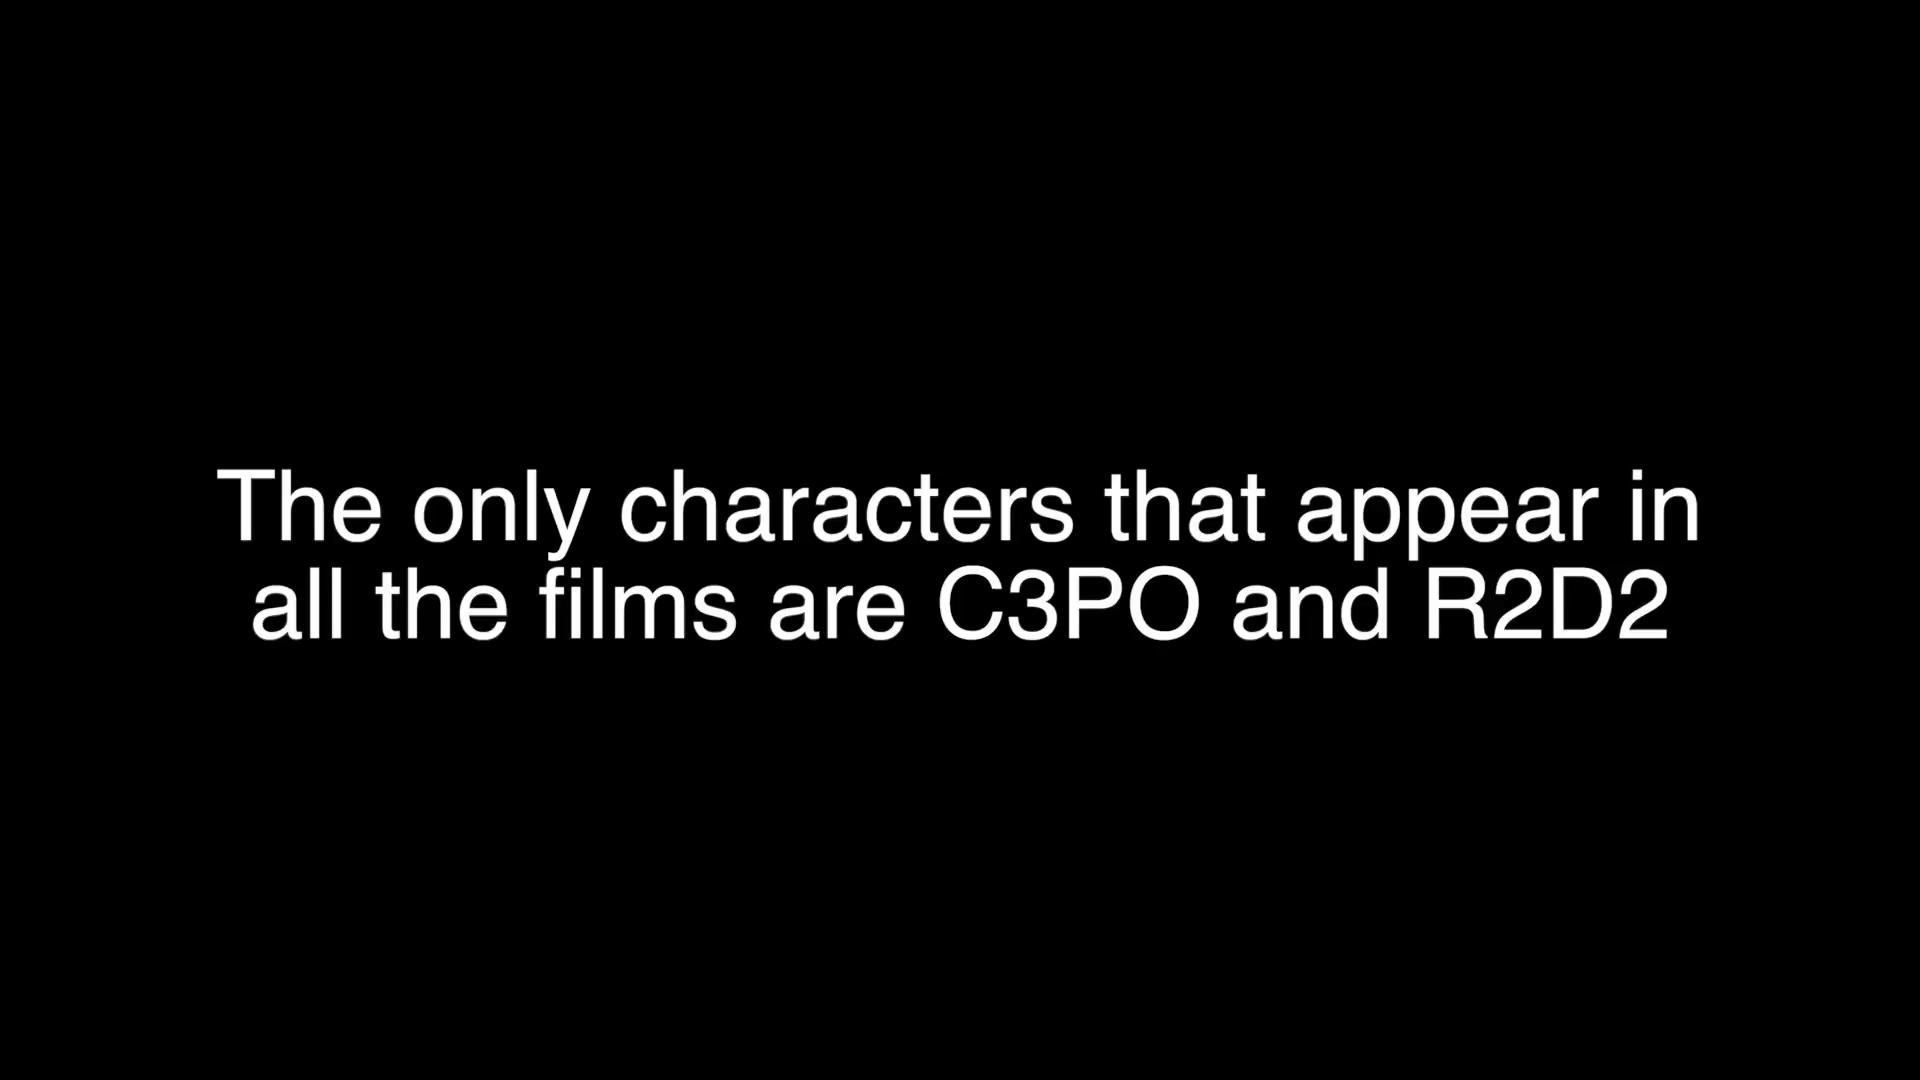 The only characters that appear in
all the films are C3PO and R2D2